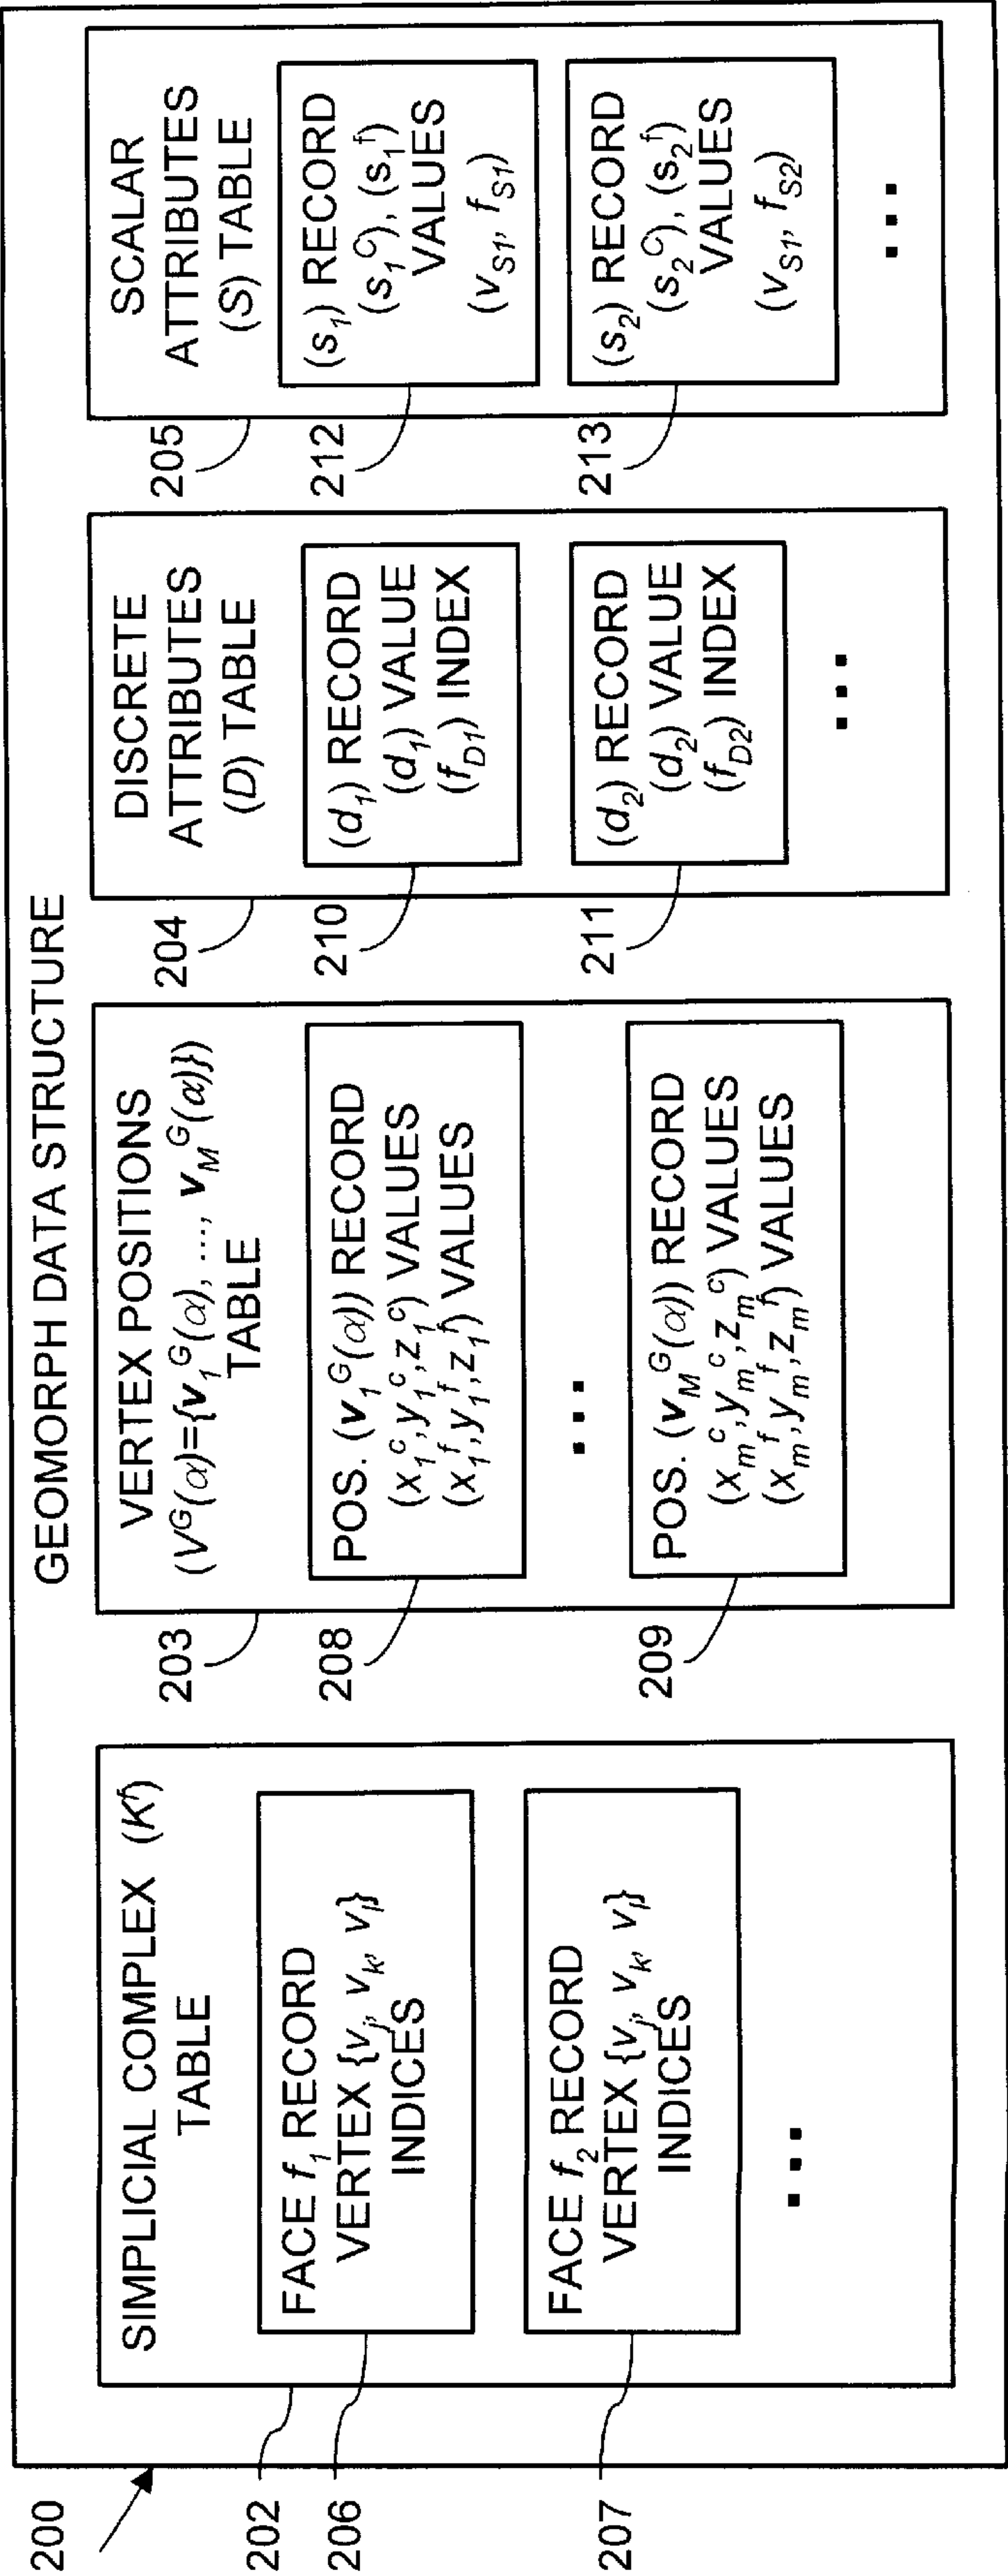 GEOMORPH DATA STRUCTURE
200
202
SIMPLICIAL COMPLEX (K^f)
TABLE
206
FACE f_1 RECORD
VERTEX {v_j, v_k, v_l}
INDICES
207
FACE f_2 RECORD
VERTEX {v_j, v_k, v_l}
INDICES
...
203
VERTEX POSITIONS
(V^G(α)={v_1^G(α), ..., v_M^G(α)})
TABLE
208
POS. (v_1^G(α)) RECORD
(x_1^c,y_1^c,z_1^c) VALUES
(x_1^f,y_1^f,z_1^f) VALUES
...
209
POS. (v_M^G(α)) RECORD
(x_m^c,y_m^c,z_m^c) VALUES
(x_m^f,y_m^f,z_m^f) VALUES
204
DISCRETE
ATTRIBUTES
(D) TABLE
210
(d_1) RECORD
(d_1) VALUE
(f_D1) INDEX
211
(d_2) RECORD
(d_2) VALUE
(f_D2) INDEX
...
205
SCALAR
ATTRIBUTES
(S) TABLE
212
(s_1) RECORD
(s_1^C), (s_1^f)
VALUES
(v_S1, f_S1)
213
(s_2) RECORD
(s_2^C), (s_2^f)
VALUES
(v_S1, f_S2)
...